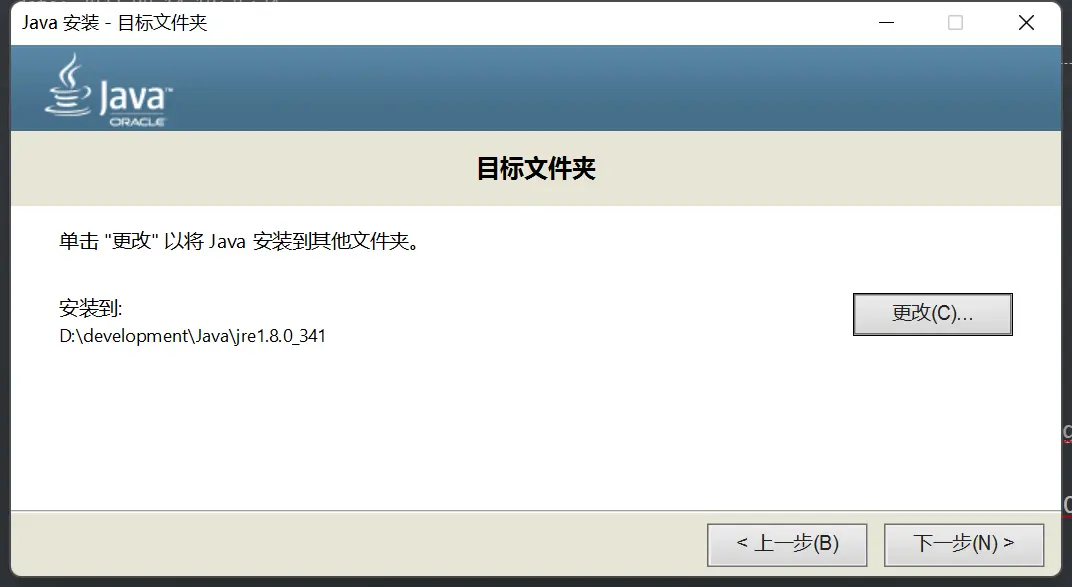 Java 安装 - 目标文件夹
Java™
ORACLE
目标文件夹
单击 "更改" 以将 Java 安装到其他文件夹。
安装到:
更改(C)...
D:\development\Java\jre1.8.0_341
< 上一步(B)
下一步(N) >